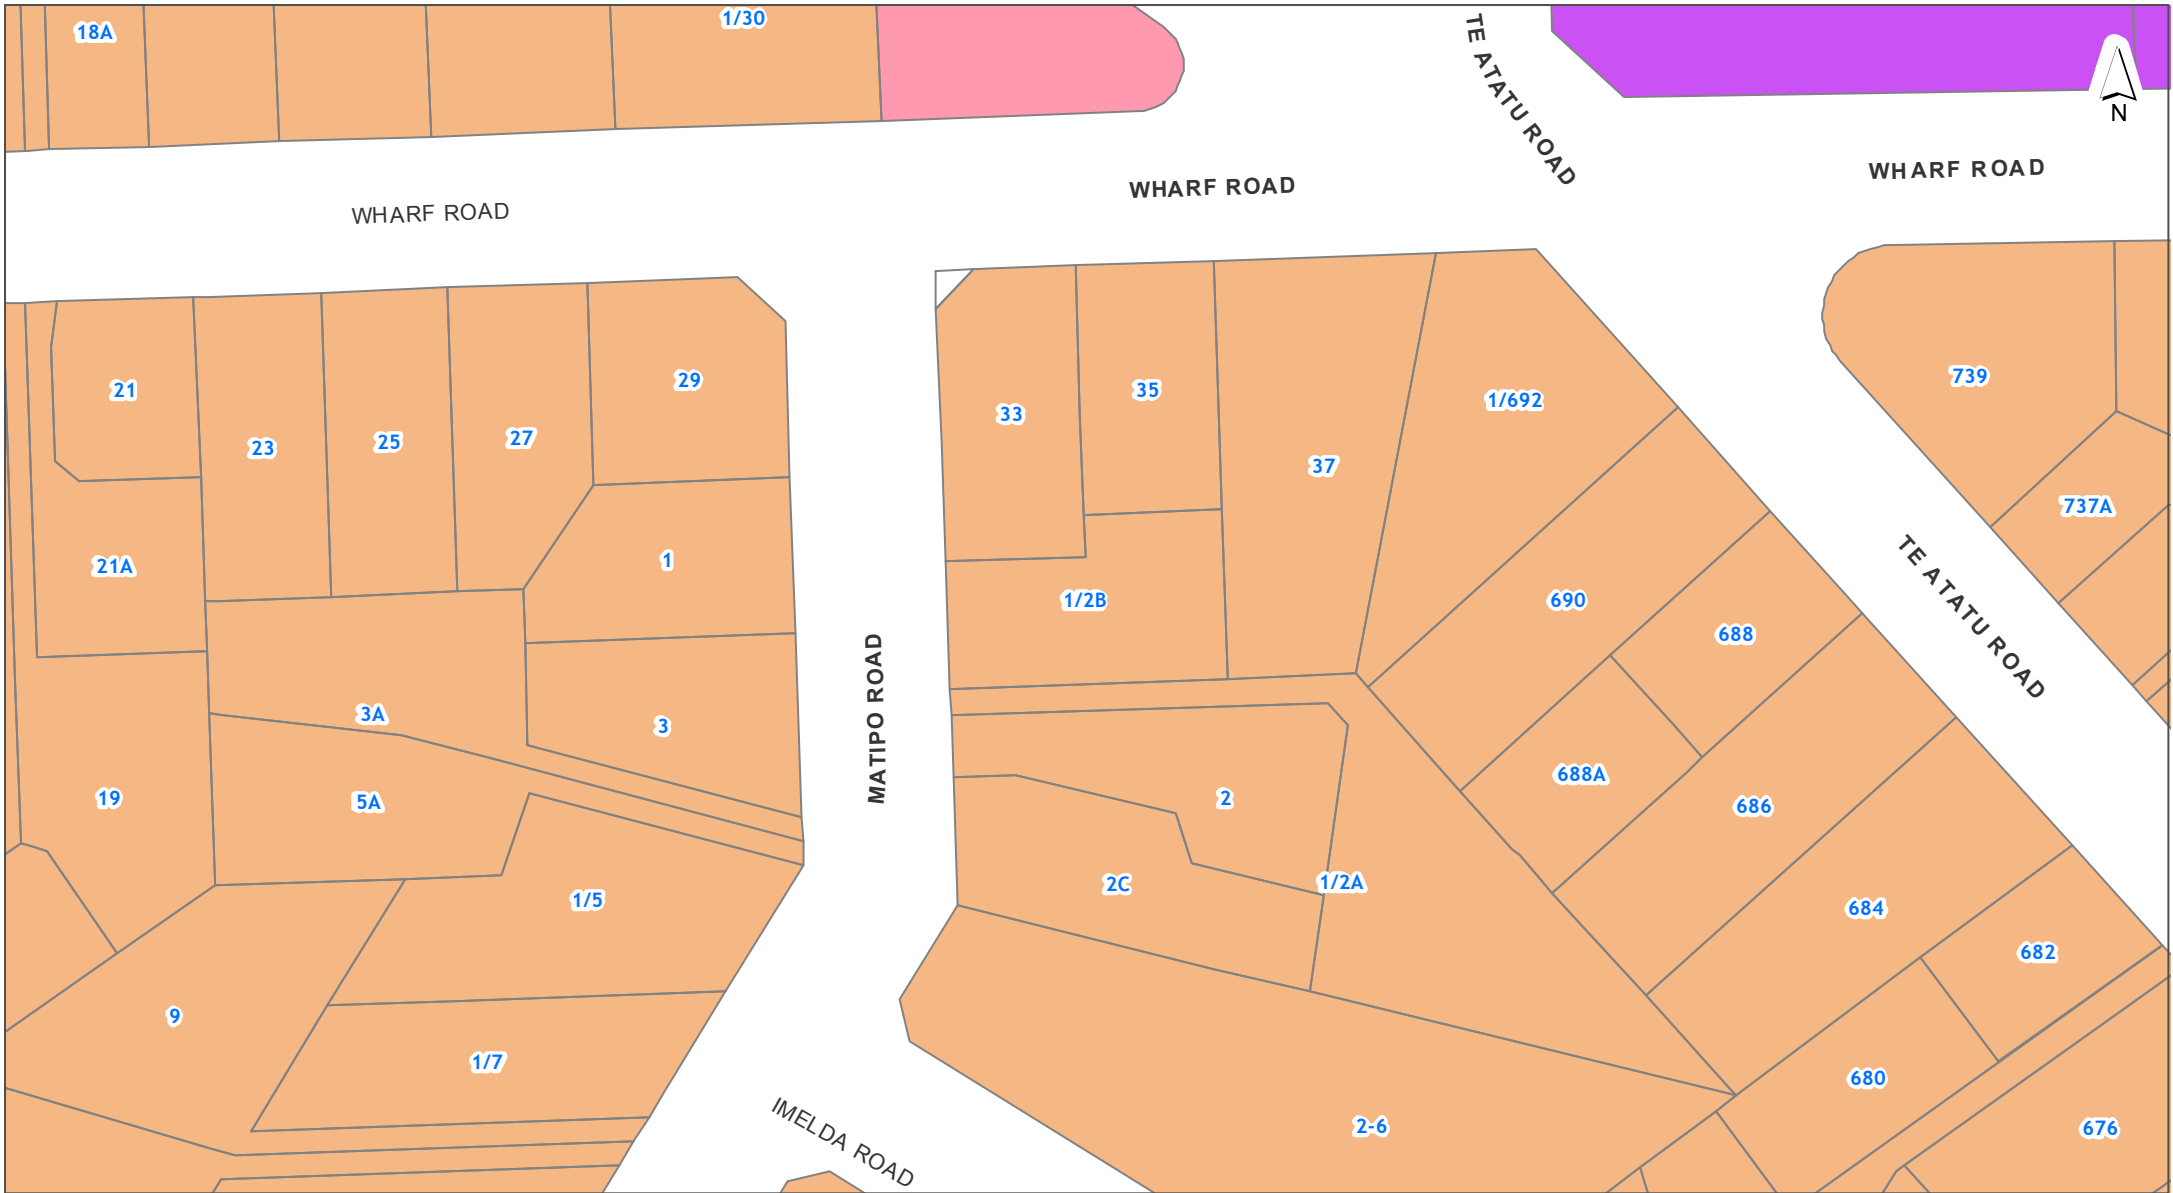 18A
1/30
TE ATATU ROAD
N
WHARF ROAD
WHARF ROAD
WHARF ROAD
21
23
25
27
29
33
35
37
1/692
739
737A
21A
1
1/2B
690
688
TE ATATU ROAD
MATIPO ROAD
3A
3
688A
19
5A
2
686
1/5
2C
1/2A
684
682
9
1/7
680
IMELDA ROAD
2-6
676